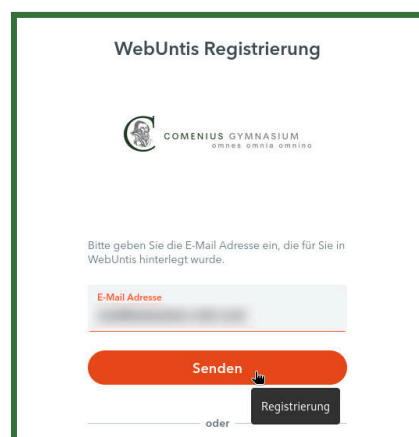 WebUntis Registrierung
COMENIUS GYMNASIUM
omnes omnia omnino
Bitte geben Sie die E-Mail Adresse ein, die für Sie in
WebUntis hinterlegt wurde.
E-Mail Adresse
Senden
Registrierung
oder